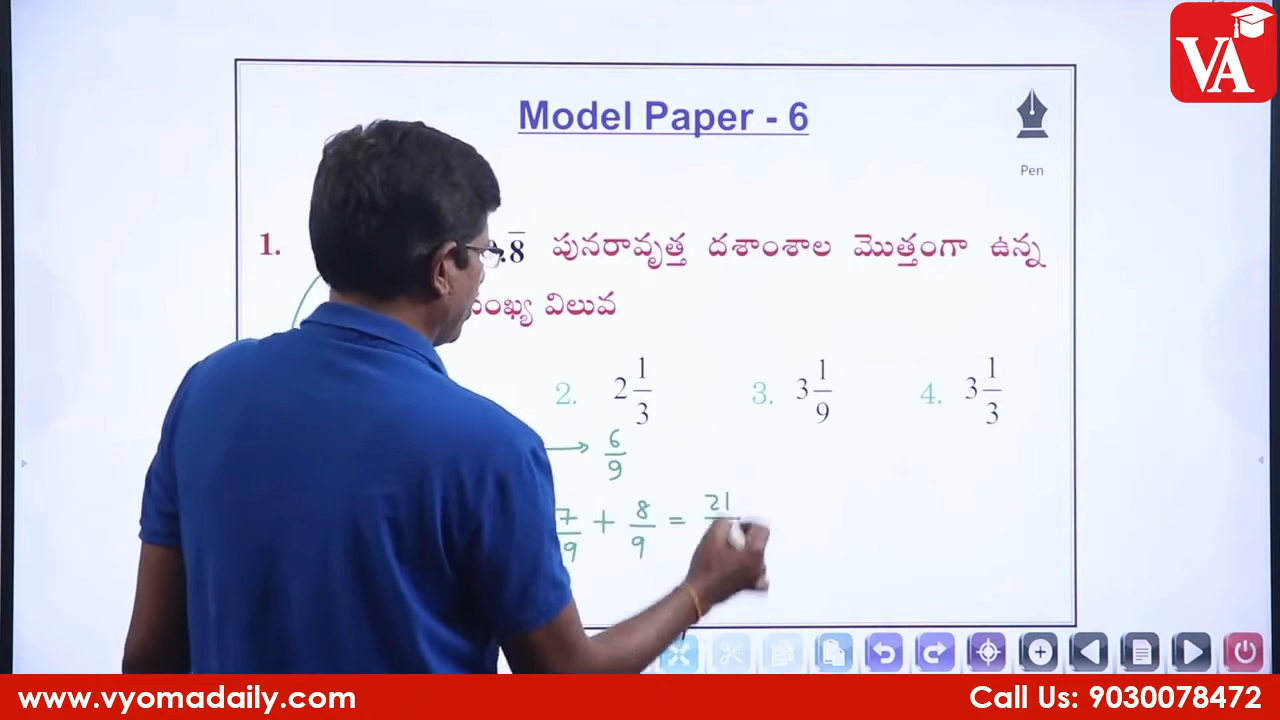 VA
Model Paper - 6
Pen
1. .8̅ పునరావృత్త దశాంశాల మొత్తంగా ఉన్న
విలువ
2. 2 1/3 3. 3 1/9 4. 3 1/3
→ 6/9
7/9 + 8/9 = 21
www.vyomadaily.com Call Us: 9030078472